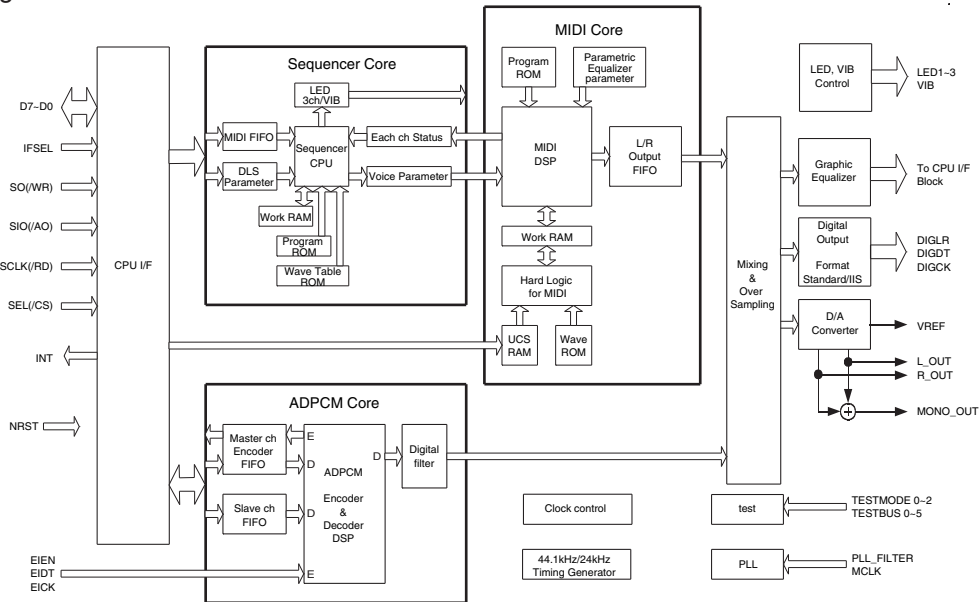 MIDI Core
Sequencer Core
Program
ROM
Parametric
Equalizer
parameter
LED, VIB
Control
LED1~3
VIB
LED
3ch/VIB
D7~D0
IFSEL
SO(/WR)
SIO(/AO)
SCLK(/RD)
SEL(/CS)
INT
NRST
CPU I/F
MIDI FIFO
DLS
Parameter
Sequencer
CPU
Each ch Status
Voice Parameter
Work RAM
Program
ROM
Wave Table
ROM
MIDI
DSP
L/R
Output
FIFO
Work RAM
Hard Logic
for MIDI
UCS
RAM
Wave
ROM
Mixing
&
Over
Sampling
Graphic
Equalizer
To CPU I/F
Block
Digital
Output
Format
Standard/IIS
DIGLR
DIGDT
DIGCK
D/A
Converter
VREF
L_OUT
R_OUT
MONO_OUT
+
ADPCM Core
Master ch
Encoder
FIFO
Slave ch
FIFO
E
D
D
E
D
ADPCM
Encoder
&
Decoder
DSP
Digital
filter
EIEN
EIDT
EICK
Clock control
44.1kHz/24kHz
Timing Generator
test
TESTMODE 0~2
TESTBUS 0~5
PLL
PLL_FILTER
MCLK